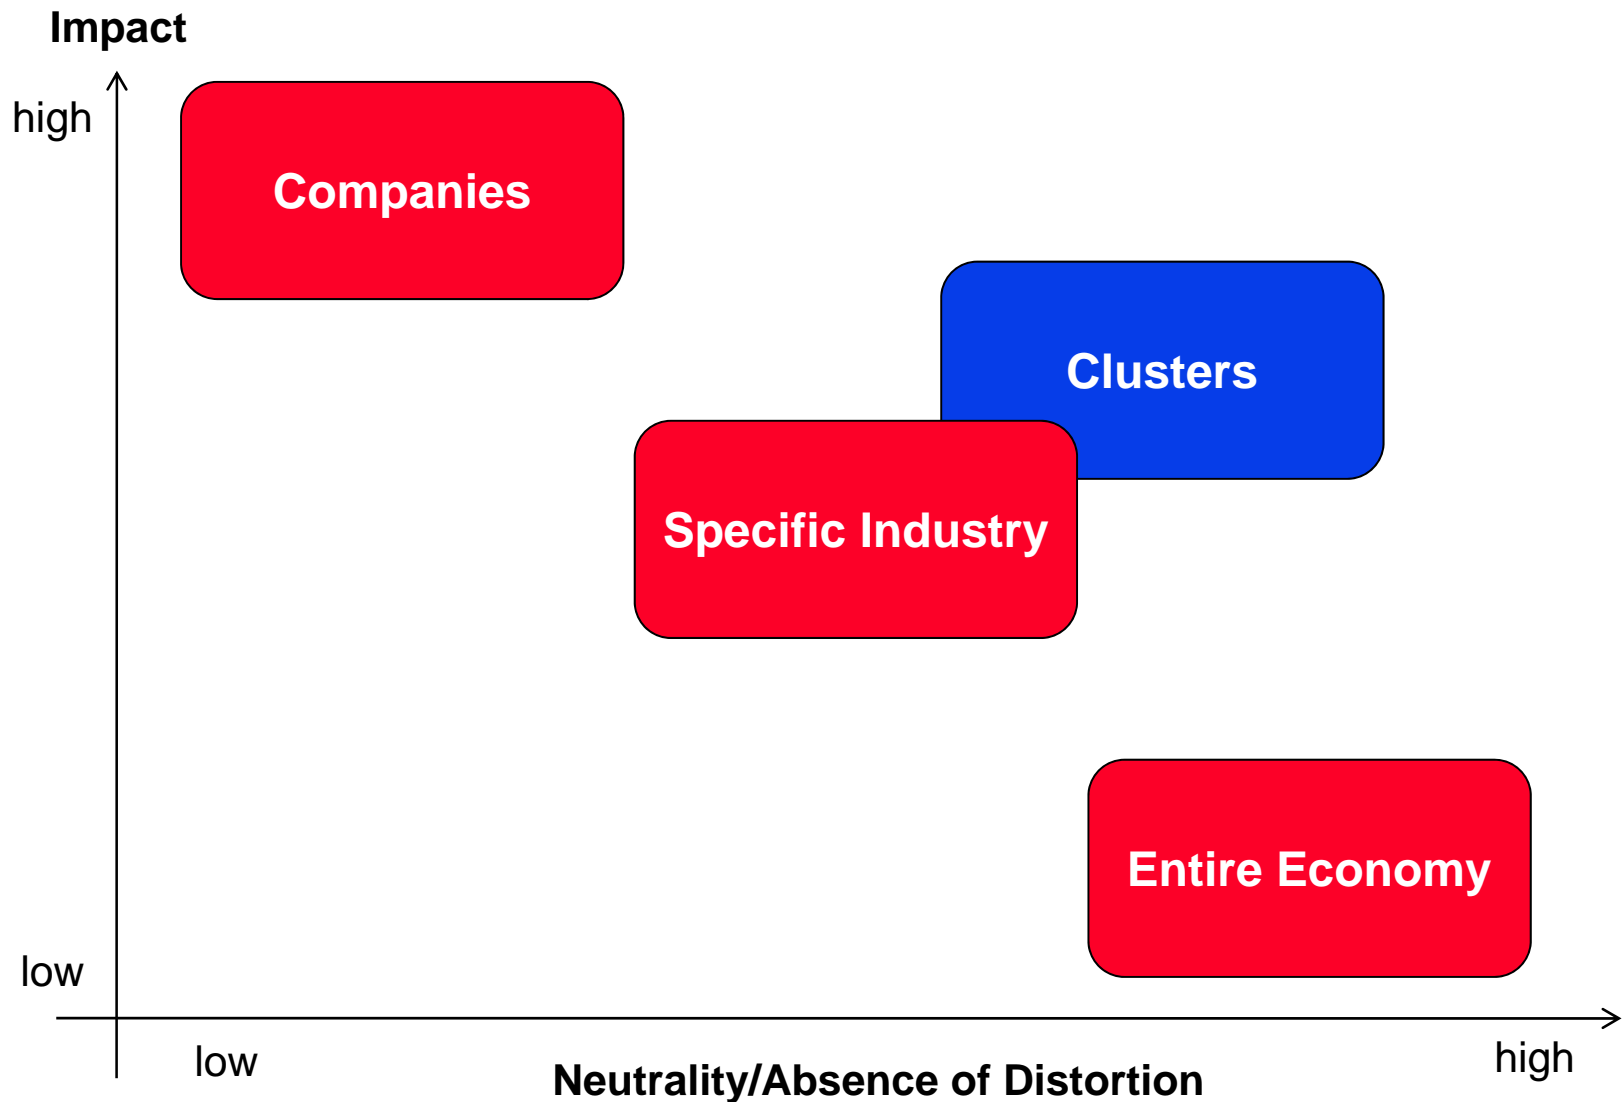 Impact
high
Companies
Clusters
Specific Industry
Entire Economy
low
low
high
Neutrality/Absence of Distortion